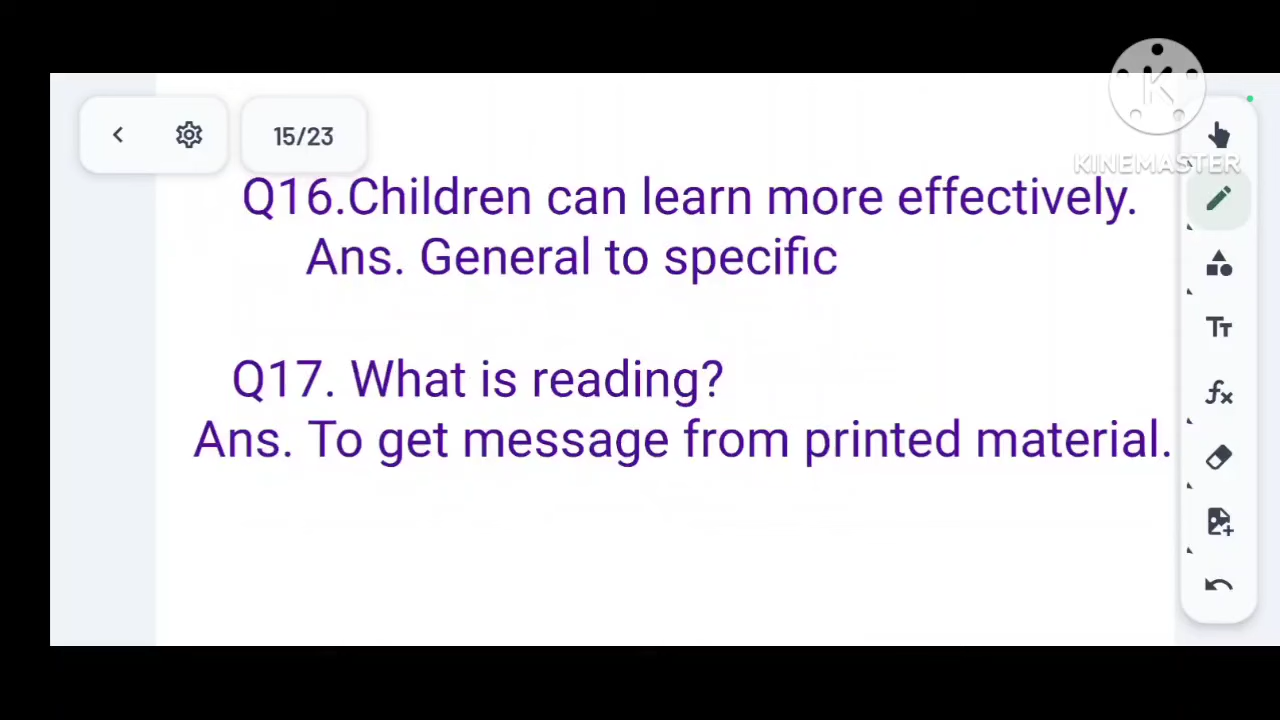 KINEMASTER
15/23
Q16.Children can learn more effectively.
Ans. General to specific
Q17. What is reading?
Ans. To get message from printed material.